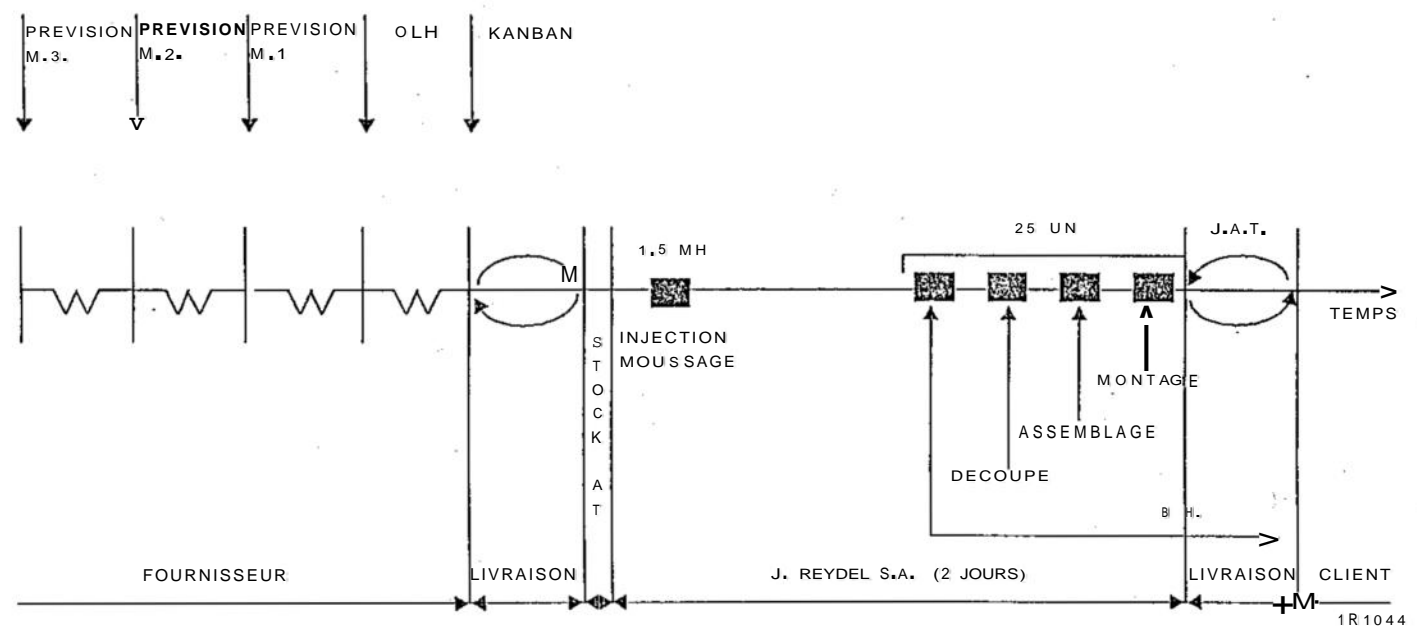 PREVISION M.3.
PREVISION M.2.
PREVISION M.1
OLH
KANBAN
25 UN
J.A.T.
1.5 MH
M
TEMPS
STOCK AT
INJECTION MOUSSAGE
MONTAGE
ASSEMBLAGE
DECOUPE
B H.
FOURNISSEUR
LIVRAISON
J. REYDEL S.A. (2 JOURS)
LIVRAISON
CLIENT
M
1R1044